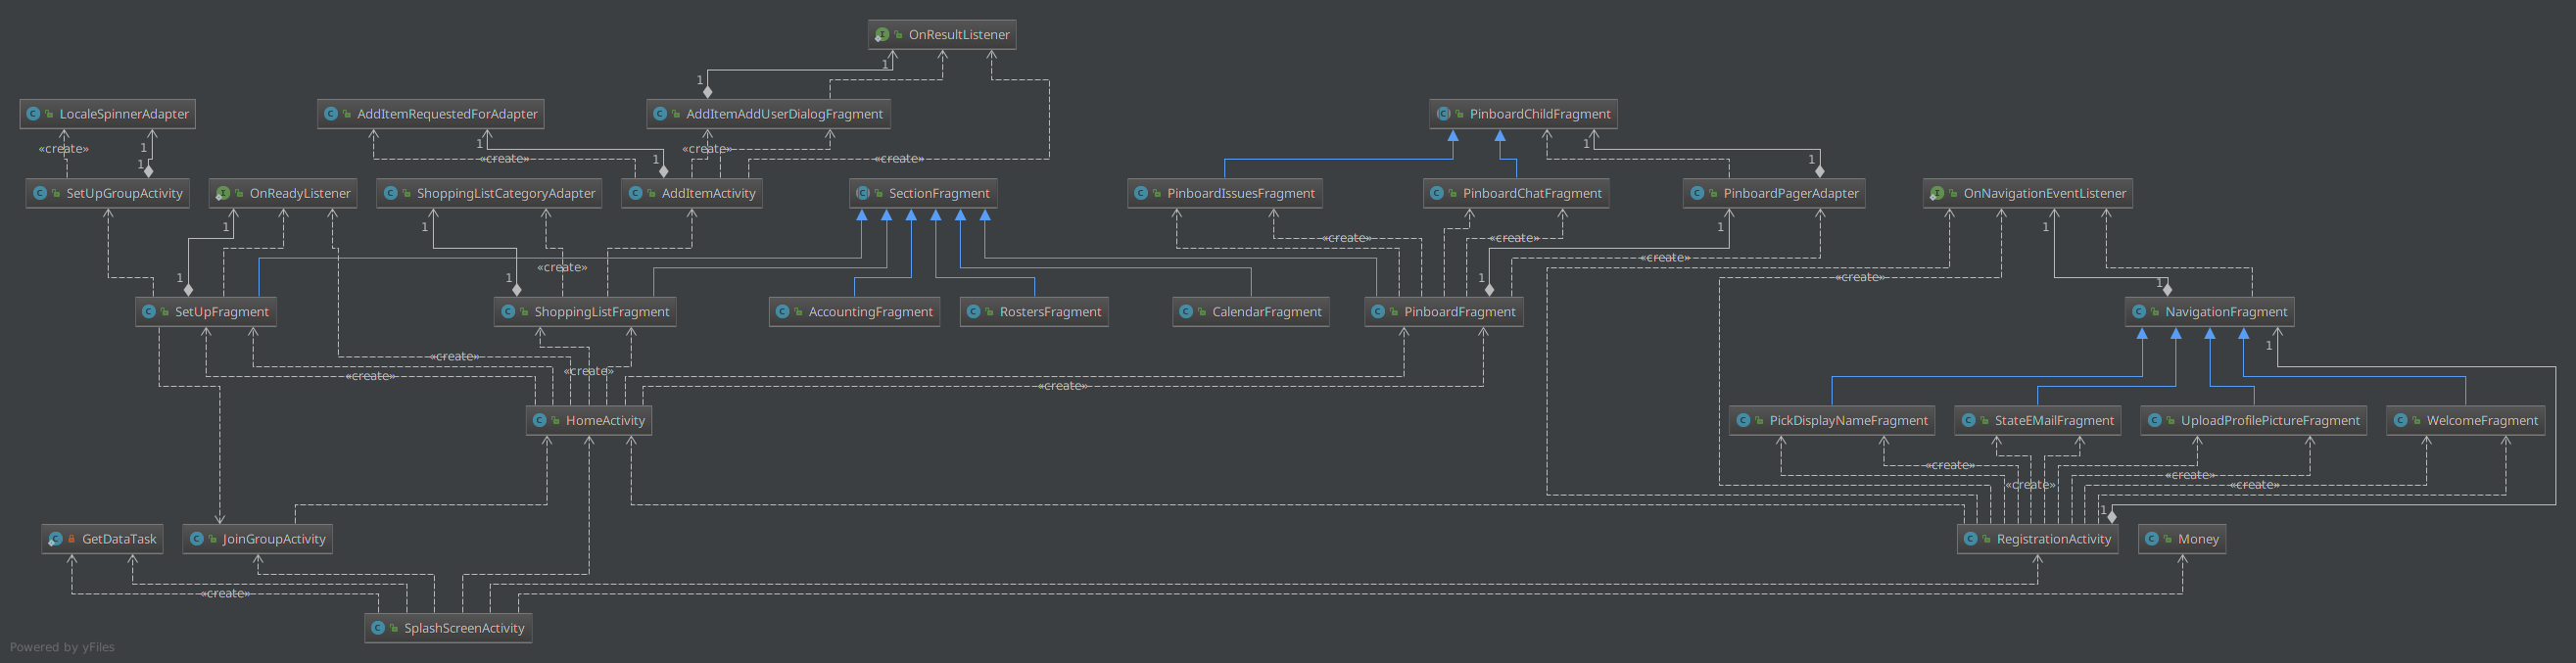 OnResultListener
1
1
LocaleSpinnerAdapter
AddItemRequestedForAdapter
AddItemAddUserDialogFragment
PinboardChildFragment
«create»
1
1
1
«create»
1
«create»
«create»
1
1
SetUpGroupActivity
OnReadyListener
ShoppingListCategoryAdapter
AddItemActivity
SectionFragment
PinboardIssuesFragment
PinboardChatFragment
PinboardPagerAdapter
OnNavigationEventListener
1
1
1
1
«create»
«create»
«create»
«create»
«create»
1
1
1
1
SetUpFragment
ShoppingListFragment
AccountingFragment
RostersFragment
CalendarFragment
PinboardFragment
NavigationFragment
1
«create»
«create»
«create»
«create»
HomeActivity
PickDisplayNameFragment
StateEMailFragment
UploadProfilePictureFragment
WelcomeFragment
«create»
«create»
«create»
«create»
1
GetDataTask
JoinGroupActivity
RegistrationActivity
Money
«create»
SplashScreenActivity
Powered by yFiles